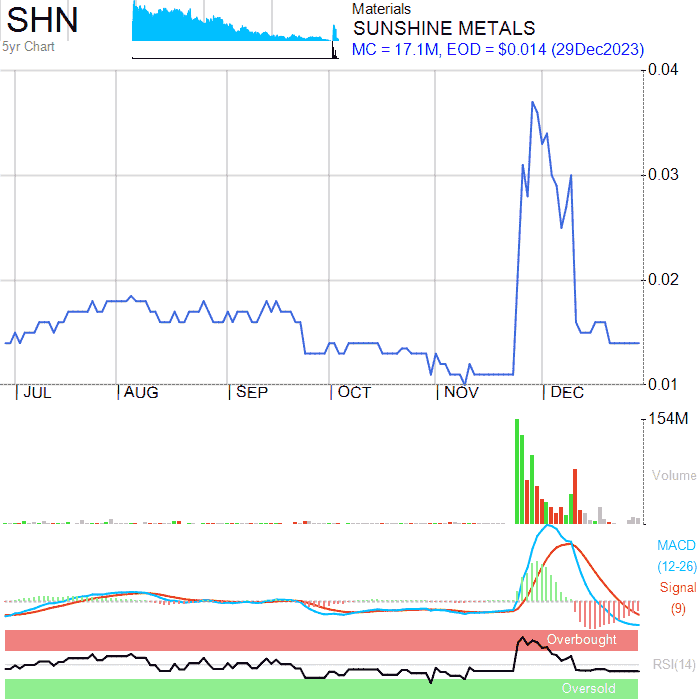 SHN
5yr Chart
Materials
SUNSHINE METALS
MC = 17.1M, EOD = $0.014 (29Dec2023)
0.04
0.03
0.02
0.01
JUL AUG SEP OCT NOV DEC
154M
Volume
MACD
(12-26)
Signal
(9)
Overbought
RSI(14)
Oversold